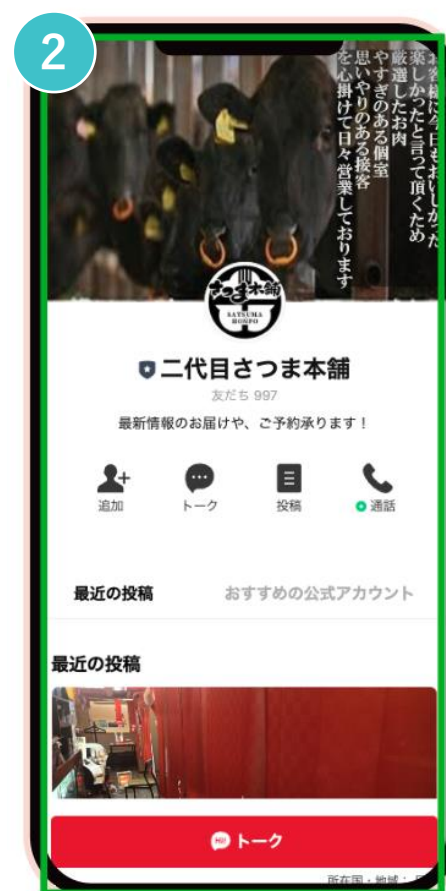 2
お客様に今日もおいしかった
楽しかったと言って頂くため
厳選したお肉
やすぎのある個室
思いやりのある接客
を心掛けて日々営業しております
さつま本舗
SATSUMA
HONPO
二代目さつま本舗
友だち 997
最新情報のお届けや、ご予約承ります！
追加
トーク
投稿
通話
最近の投稿
おすすめの公式アカウント
最近の投稿
Hi! トーク
所在国・地域：